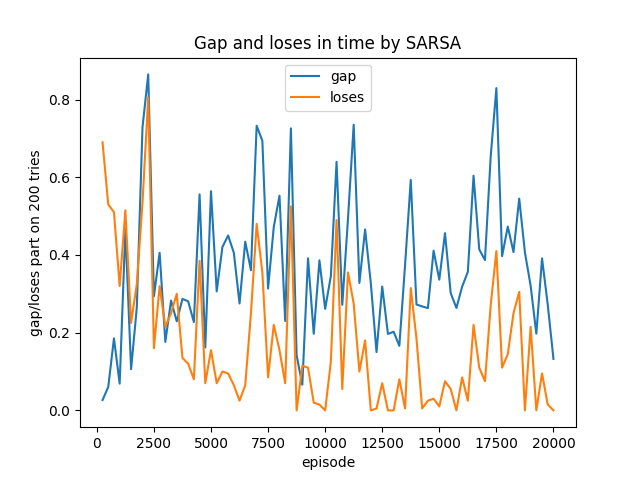 Gap and loses in time by SARSA
gap
loses
gap/loses part on 200 tries
0.8
0.6
0.4
0.2
0.0
0 2500 5000 7500 10000 12500 15000 17500 20000
episode